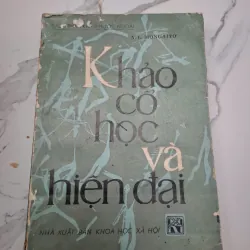 Khảo
cổ
học
và
hiện đại
NHÀ XUẤT BẢN KHOA HỌC XÃ HỘI